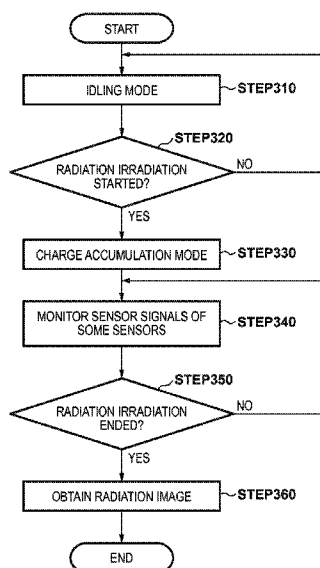 START
IDLING MODE
STEP310
STEP320
RADIATION IRRADIATION
STARTED?
NO
YES
CHARGE ACCUMULATION MODE
STEP330
MONITOR SENSOR SIGNALS OF
SOME SENSORS
STEP340
STEP350
RADIATION IRRADIATION
ENDED?
NO
YES
OBTAIN RADIATION IMAGE
STEP360
END